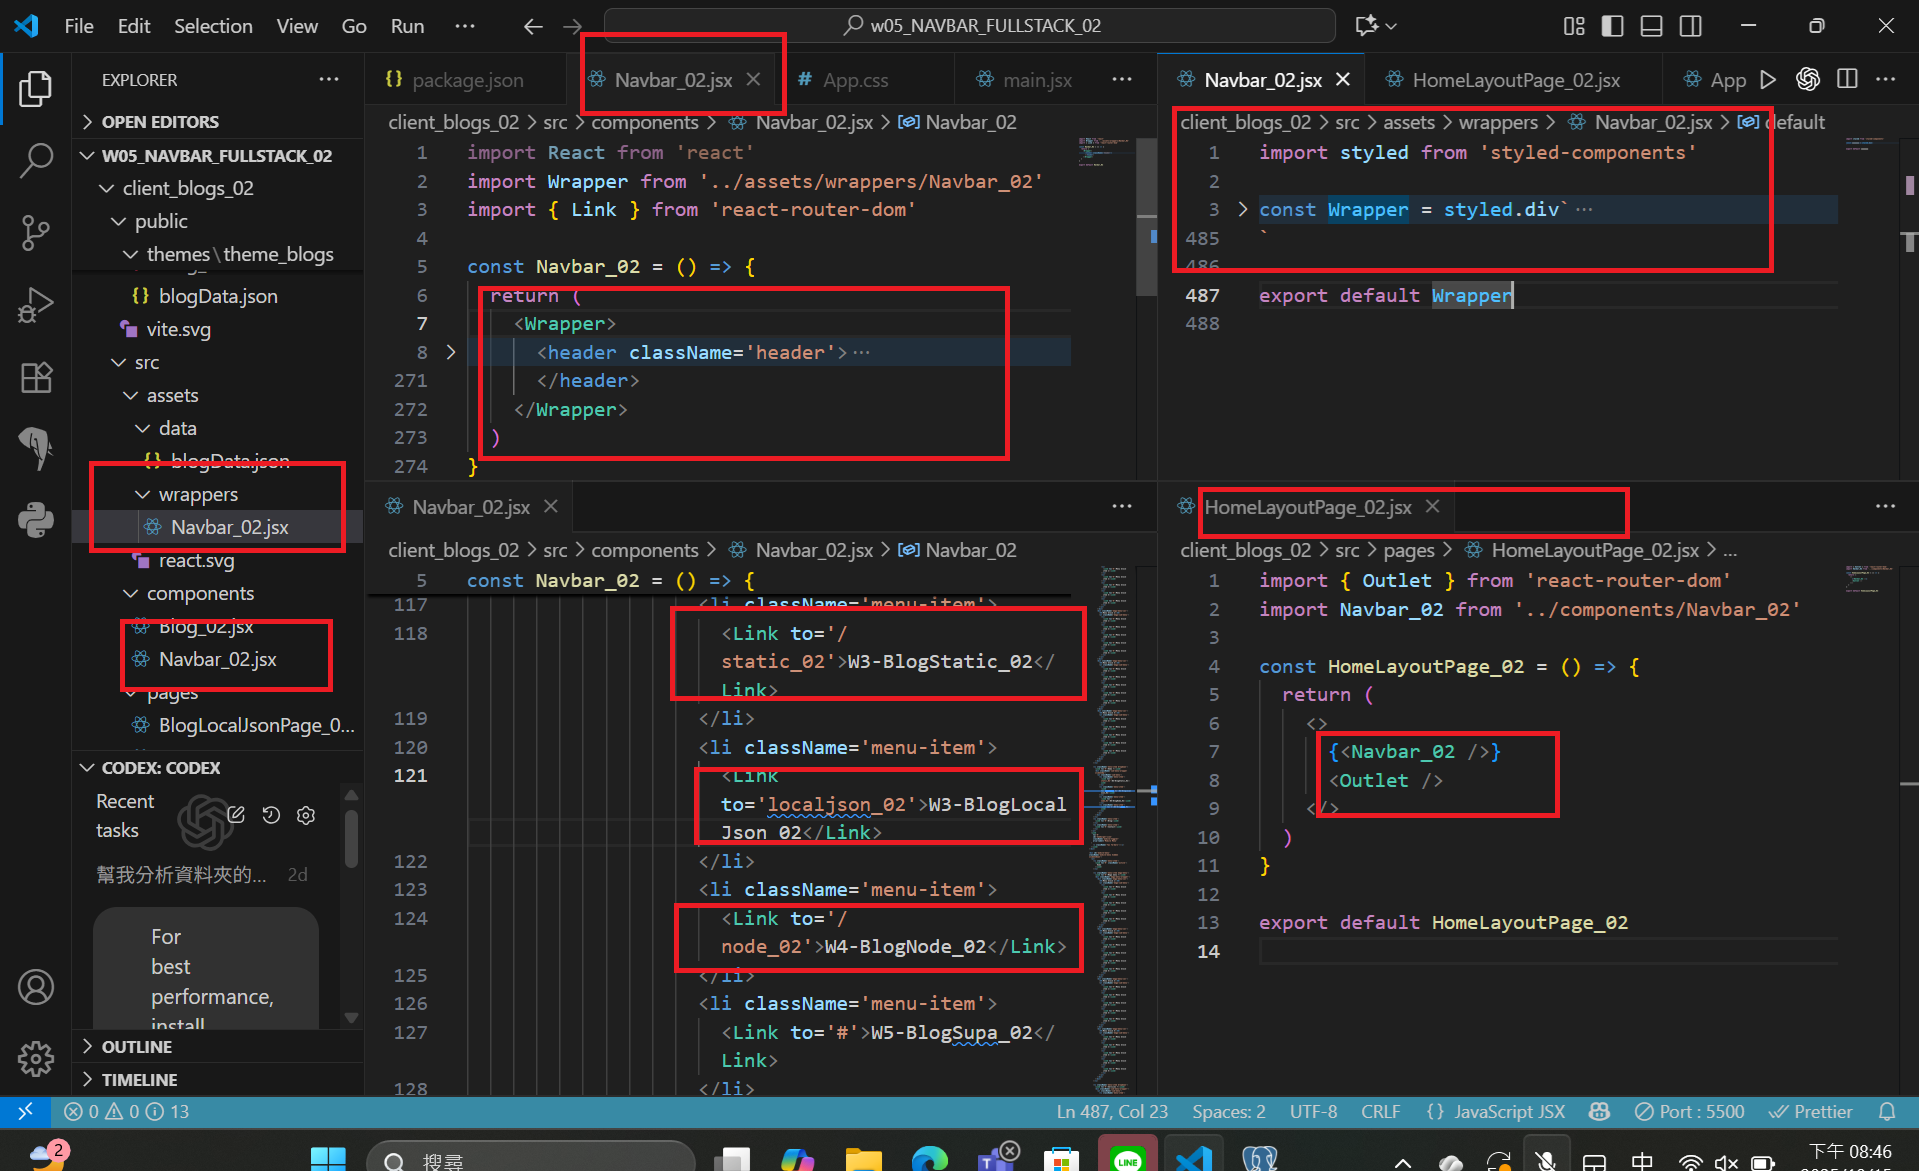 File Edit Selection View Go Run ···
w05_NAVBAR_FULLSTACK_02
EXPLORER
OPEN EDITORS
W05_NAVBAR_FULLSTACK_02
client_blogs_02
public
themes\theme_blogs
{} blogData.json
vite.svg
src
assets
data
{} blogData.json
wrappers
Navbar_02.jsx
react.svg
components
Blog_02.jsx
Navbar_02.jsx
pages
BlogLocalJsonPage_0...
CODEX: CODEX
Recent
tasks
幫我分析資料夾的... 2d
For
best
performance,
install
OUTLINE
TIMELINE
{} package.json Navbar_02.jsx # App.css main.jsx ···
client_blogs_02 > src > components > Navbar_02.jsx > Navbar_02
1 import React from 'react'
2 import Wrapper from '../assets/wrappers/Navbar_02'
3 import { Link } from 'react-router-dom'
4
5 const Navbar_02 = () => {
6 return (
7 <Wrapper>
8 <header className='header'>···
271 </header>
272 </Wrapper>
273 )
274 }
Navbar_02.jsx HomeLayoutPage_02.jsx App
client_blogs_02 > src > assets > wrappers > Navbar_02.jsx > default
1 import styled from 'styled-components'
2
3 const Wrapper = styled.div`···
485 `
486
487 export default Wrapper
488
Navbar_02.jsx ···
client_blogs_02 > src > components > Navbar_02.jsx > Navbar_02
5 const Navbar_02 = () => {
117 <li className='menu-item'>
118 <Link to='/
static_02'>W3-BlogStatic_02</
Link>
119 </li>
120 <li className='menu-item'>
121 <Link
to='localjson_02'>W3-BlogLocal
Json_02</Link>
122 </li>
123 <li className='menu-item'>
124 <Link to='/
node_02'>W4-BlogNode_02</Link>
125 </li>
126 <li className='menu-item'>
127 <Link to='#'>W5-BlogSupa_02</
Link>
128 </li>
HomeLayoutPage_02.jsx ···
client_blogs_02 > src > pages > HomeLayoutPage_02.jsx > ...
1 import { Outlet } from 'react-router-dom'
2 import Navbar_02 from '../components/Navbar_02'
3
4 const HomeLayoutPage_02 = () => {
5 return (
6 <>
7 {<Navbar_02 />}
8 <Outlet />
9 </>
10 )
11 }
12
13 export default HomeLayoutPage_02
14
0 0 13 Ln 487, Col 23 Spaces: 2 UTF-8 CRLF {} JavaScript JSX Port : 5500 Prettier
2 搜尋 LINE 中 下午 08:46